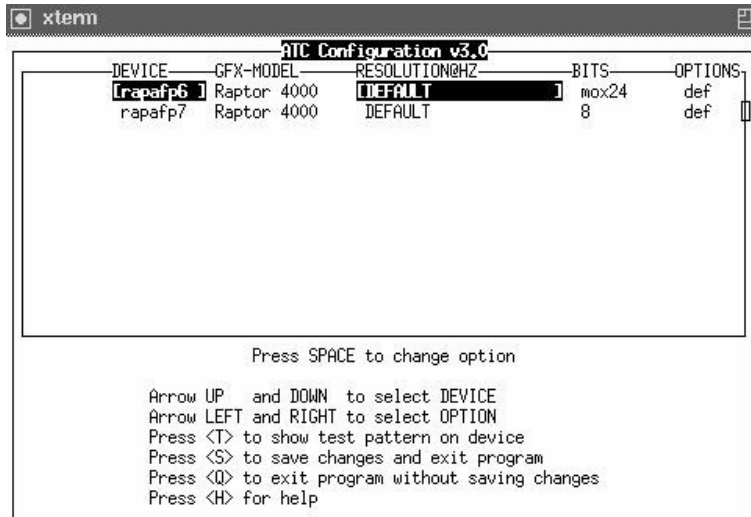 xterm
ATC Configuration v3.0
DEVICE GFX-MODEL RESOLUTION@HZ BITS OPTIONS
[rapafp6 ] Raptor 4000 [DEFAULT ] mox24 def
rapafp7 Raptor 4000 DEFAULT 8 def
Press SPACE to change option
Arrow UP and DOWN to select DEVICE
Arrow LEFT and RIGHT to select OPTION
Press <T> to show test pattern on device
Press <S> to save changes and exit program
Press <Q> to exit program without saving changes
Press <H> for help